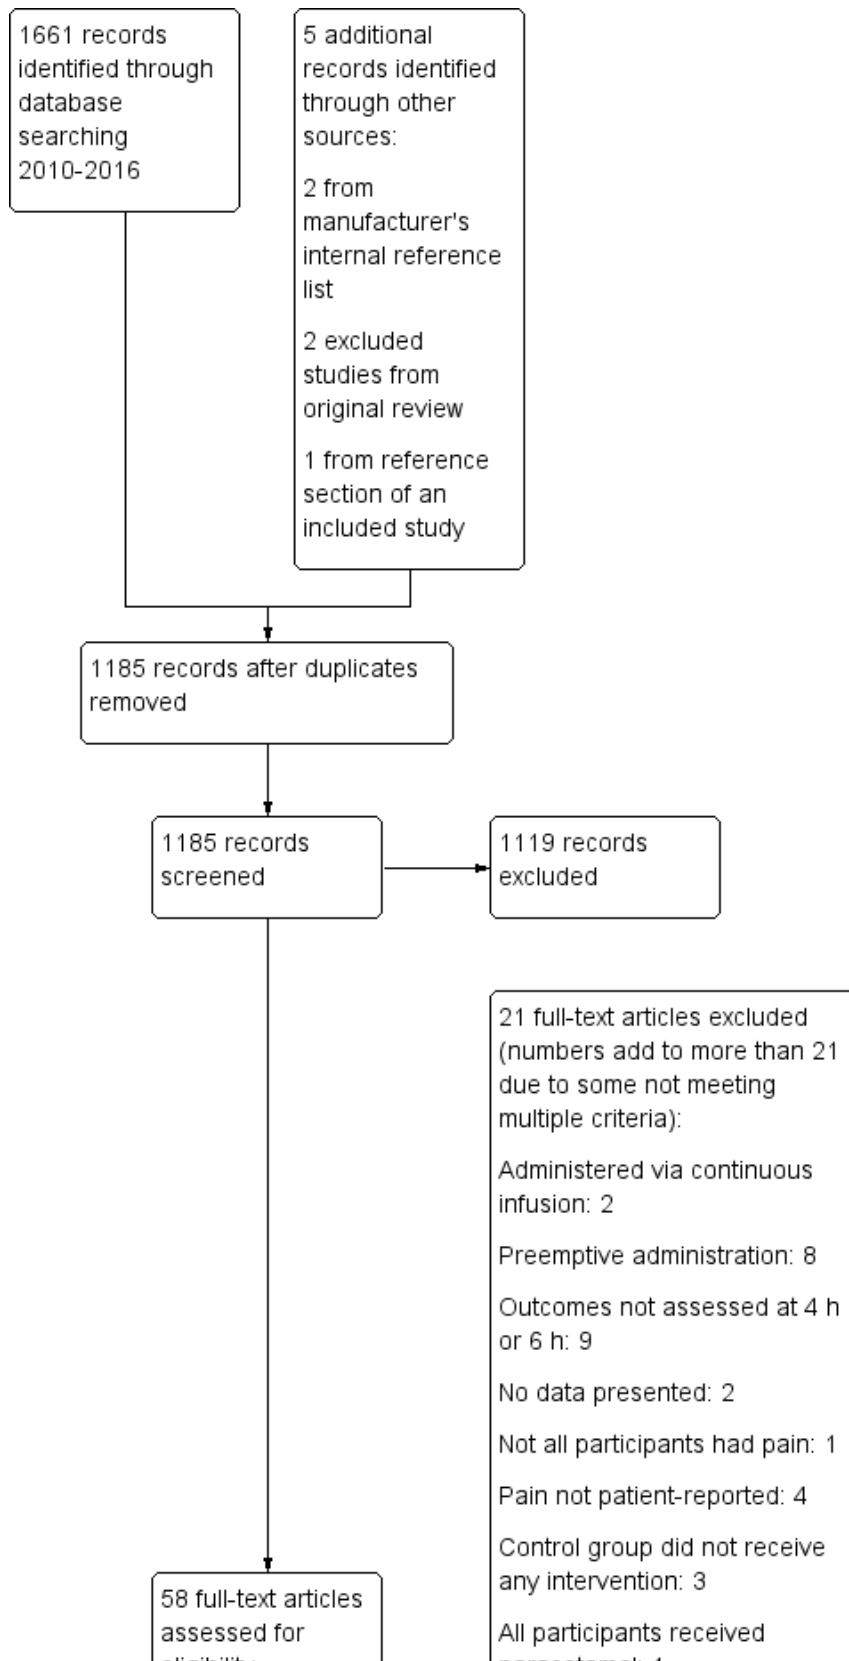 1661 records
identified through
database
searching
2010-2016
5 additional
records identified
through other
sources:
2 from
manufacturer's
internal reference
list
2 excluded
studies from
original review
1 from reference
section of an
included study
1185 records after duplicates
removed
1185 records
screened
1119 records
excluded
21 full-text articles excluded
(numbers add to more than 21
due to some not meeting
multiple criteria):
Administered via continuous
infusion: 2
Preemptive administration: 8
Outcomes not assessed at 4 h
or 6 h: 9
No data presented: 2
Not all participants had pain: 1
Pain not patient-reported: 4
Control group did not receive
any intervention: 3
All participants received
58 full-text articles
assessed for